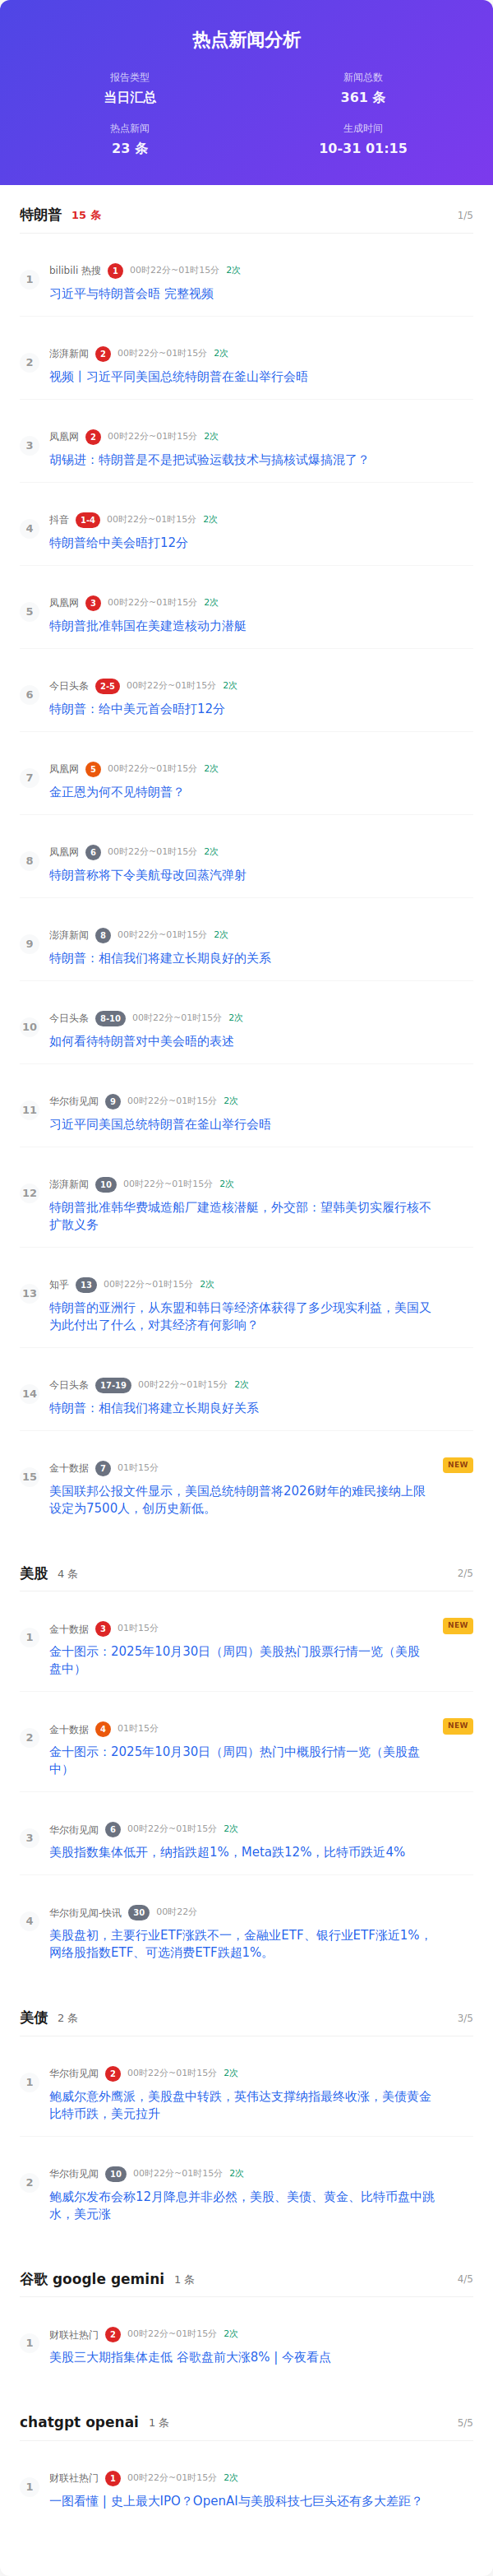 热点新闻分析
报告类型 新闻总数
当日汇总 361 条
热点新闻 生成时间
23 条 10-31 01:15
特朗普 15 条 1/5
1 bilibili 热搜 1 00时22分~01时15分 2次
习近平与特朗普会晤 完整视频
2 澎湃新闻 2 00时22分~01时15分 2次
视频丨习近平同美国总统特朗普在釜山举行会晤
3 凤凰网 2 00时22分~01时15分 2次
胡锡进：特朗普是不是把试验运载技术与搞核试爆搞混了？
4 抖音 1-4 00时22分~01时15分 2次
特朗普给中美会晤打12分
5 凤凰网 3 00时22分~01时15分 2次
特朗普批准韩国在美建造核动力潜艇
6 今日头条 2-5 00时22分~01时15分 2次
特朗普：给中美元首会晤打12分
7 凤凰网 5 00时22分~01时15分 2次
金正恩为何不见特朗普？
8 凤凰网 6 00时22分~01时15分 2次
特朗普称将下令美航母改回蒸汽弹射
9 澎湃新闻 8 00时22分~01时15分 2次
特朗普：相信我们将建立长期良好的关系
10 今日头条 8-10 00时22分~01时15分 2次
如何看待特朗普对中美会晤的表述
11 华尔街见闻 9 00时22分~01时15分 2次
习近平同美国总统特朗普在釜山举行会晤
12 澎湃新闻 10 00时22分~01时15分 2次
特朗普批准韩华费城造船厂建造核潜艇，外交部：望韩美切实履行核不
扩散义务
13 知乎 13 00时22分~01时15分 2次
特朗普的亚洲行，从东盟和韩日等经济体获得了多少现实利益，美国又
为此付出了什么，对其经济有何影响？
14 今日头条 17-19 00时22分~01时15分 2次
特朗普：相信我们将建立长期良好关系
15 金十数据 7 01时15分 NEW
美国联邦公报文件显示，美国总统特朗普将2026财年的难民接纳上限
设定为7500人，创历史新低。
美股 4 条 2/5
1 金十数据 3 01时15分 NEW
金十图示：2025年10月30日（周四）美股热门股票行情一览（美股
盘中）
2 金十数据 4 01时15分 NEW
金十图示：2025年10月30日（周四）热门中概股行情一览（美股盘
中）
3 华尔街见闻 6 00时22分~01时15分 2次
美股指数集体低开，纳指跌超1%，Meta跌12%，比特币跌近4%
4 华尔街见闻-快讯 30 00时22分
美股盘初，主要行业ETF涨跌不一，金融业ETF、银行业ETF涨近1%，
网络股指数ETF、可选消费ETF跌超1%。
美债 2 条 3/5
1 华尔街见闻 2 00时22分~01时15分 2次
鲍威尔意外鹰派，美股盘中转跌，英伟达支撑纳指最终收涨，美债黄金
比特币跌，美元拉升
2 华尔街见闻 10 00时22分~01时15分 2次
鲍威尔发布会称12月降息并非必然，美股、美债、黄金、比特币盘中跳
水，美元涨
谷歌 google gemini 1 条 4/5
1 财联社热门 2 00时22分~01时15分 2次
美股三大期指集体走低 谷歌盘前大涨8% | 今夜看点
chatgpt openai 1 条 5/5
1 财联社热门 1 00时22分~01时15分 2次
一图看懂 | 史上最大IPO？OpenAI与美股科技七巨头还有多大差距？